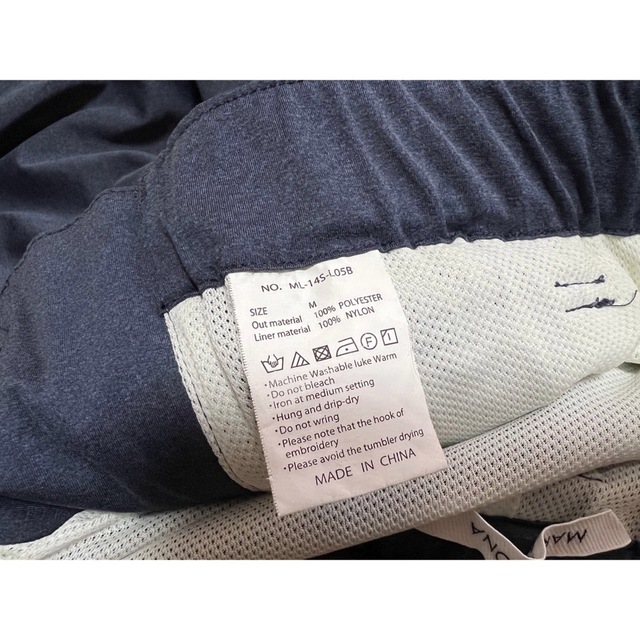 NO. ML-14S-L05B
SIZE M
Out material 100% POLYESTER
Liner material 100% NYLON
•Machine Washable luke Warm
•Do not bleach
•Iron at medium setting
•Hung and drip-dry
•Do not wring
•Please note that the hook of
embroidery
•Please avoid the tumbler drying
MADE IN CHINA